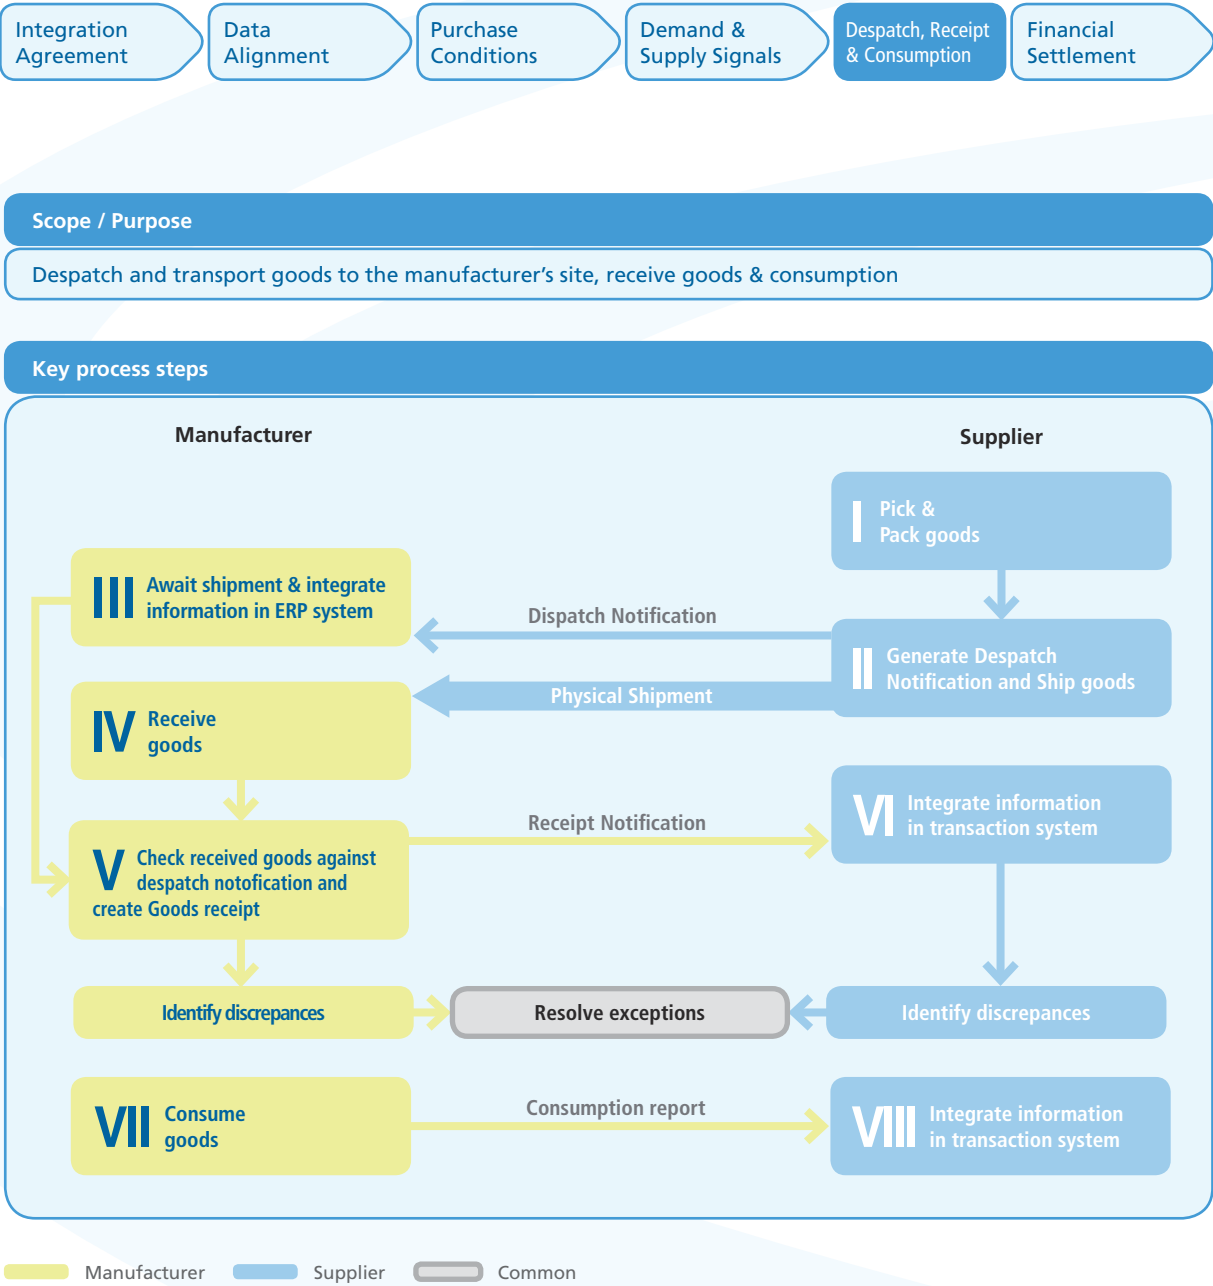 Integration
Agreement
Data
Alignment
Purchase
Conditions
Demand &
Supply Signals
Despatch, Receipt
& Consumption
Financial
Settlement
Scope / Purpose
Despatch and transport goods to the manufacturer’s site, receive goods & consumption
Key process steps
Manufacturer
Supplier
I Pick &
Pack goods
III Await shipment & integrate
information in ERP system
Dispatch Notification
II Generate Despatch
Notification and Ship goods
Physical Shipment
IV Receive
goods
VI Integrate information
in transaction system
Receipt Notification
V Check received goods against
despatch notofication and
create Goods receipt
Identify discrepances
Resolve exceptions
Identify discrepances
VII Consume
goods
Consumption report
VIII Integrate information
in transaction system
Manufacturer
Supplier
Common